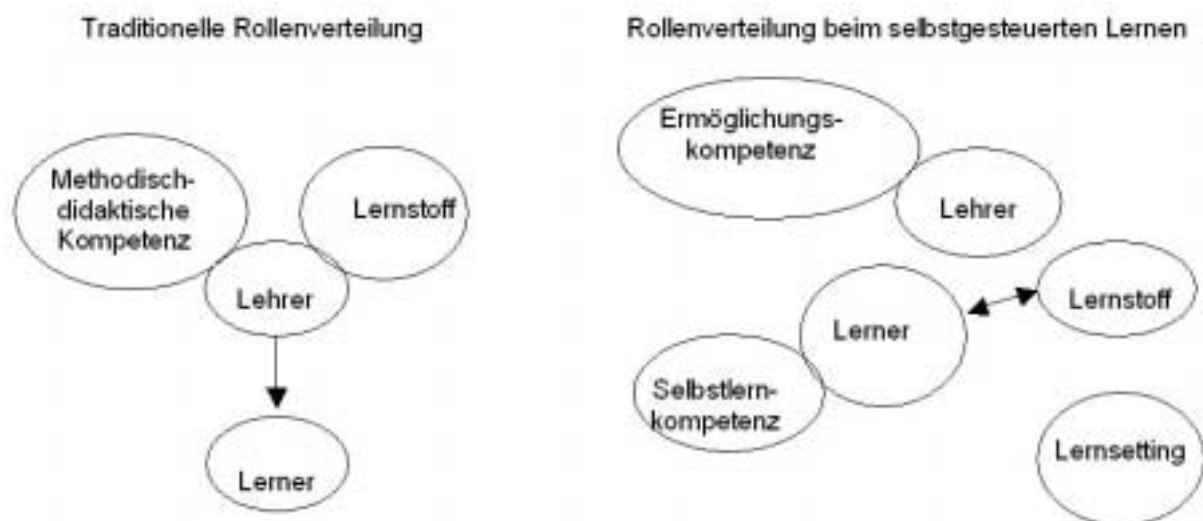 Traditionelle Rollenverteilung
Methodisch-
didaktische
Kompetenz
Lernstoff
Lehrer
Lerner
Rollenverteilung beim selbstgesteuerten Lernen
Ermöglichungs-
kompetenz
Lehrer
Lernstoff
Lerner
Selbstlern-
kompetenz
Lernsetting